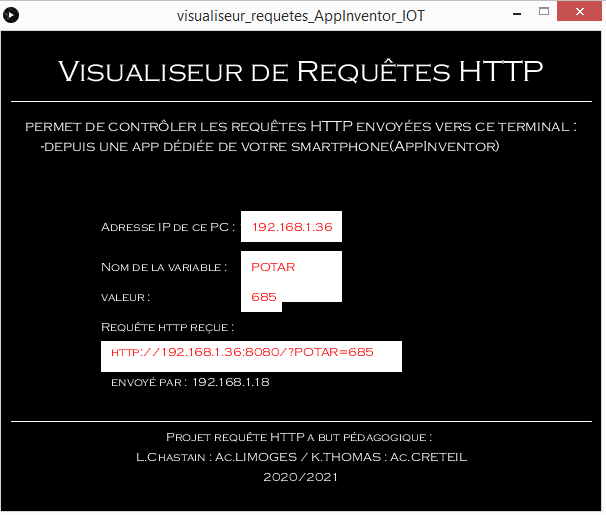 visualiseur_requetes_AppInventor_IOT
Visualiseur de Requêtes HTTP
permet de contrôler les requêtes HTTP envoyées vers ce terminal :
-depuis une app dédiée de votre smartphone(AppInventor)
Adresse IP de ce PC : 192.168.1.36
Nom de la variable : POTAR
valeur : 685
Requête http reçue :
http://192.168.1.36:8080/?POTAR=685
envoyé par : 192.168.1.18
Projet requête HTTP a but pédagogique :
L.Chastain : Ac.LIMOGES / K.THOMAS : Ac.CRETEIL
2020/2021